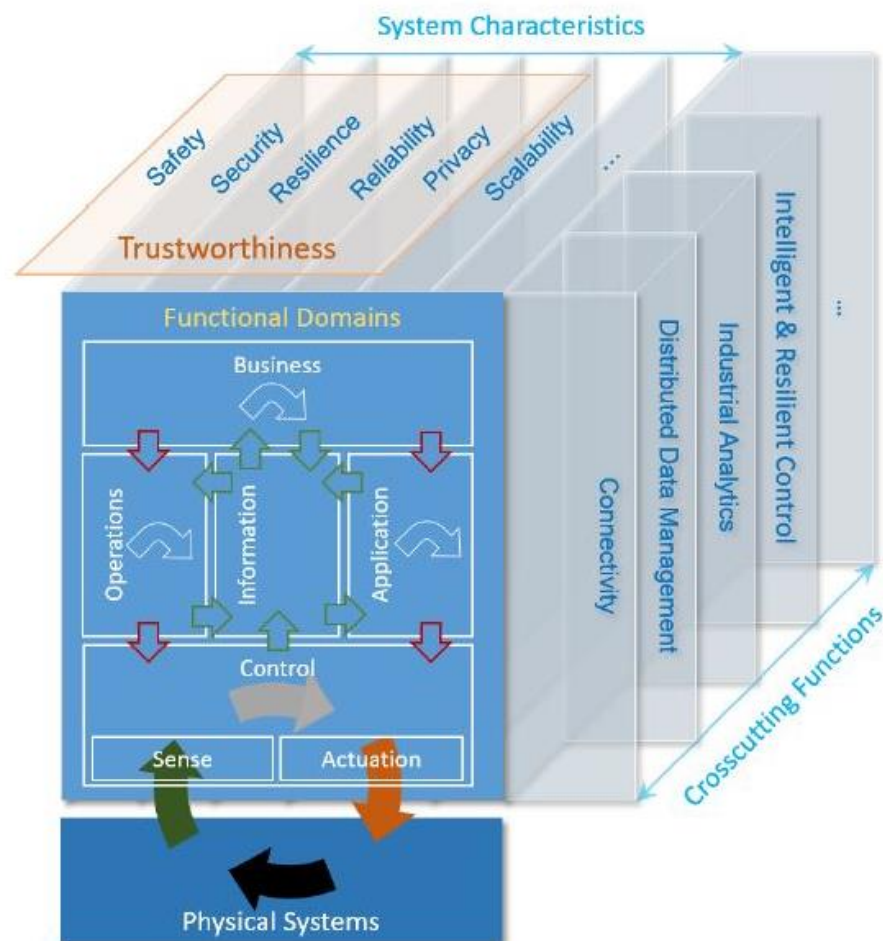 System Characteristics
Safety
Security
Resilience
Reliability
Privacy
Scalability
...
Trustworthiness
Functional Domains
Business
Operations
Information
Application
Control
Sense
Actuation
Physical Systems
Connectivity
Distributed Data Management
Industrial Analytics
Intelligent & Resilient Control
...
Crosscutting Functions